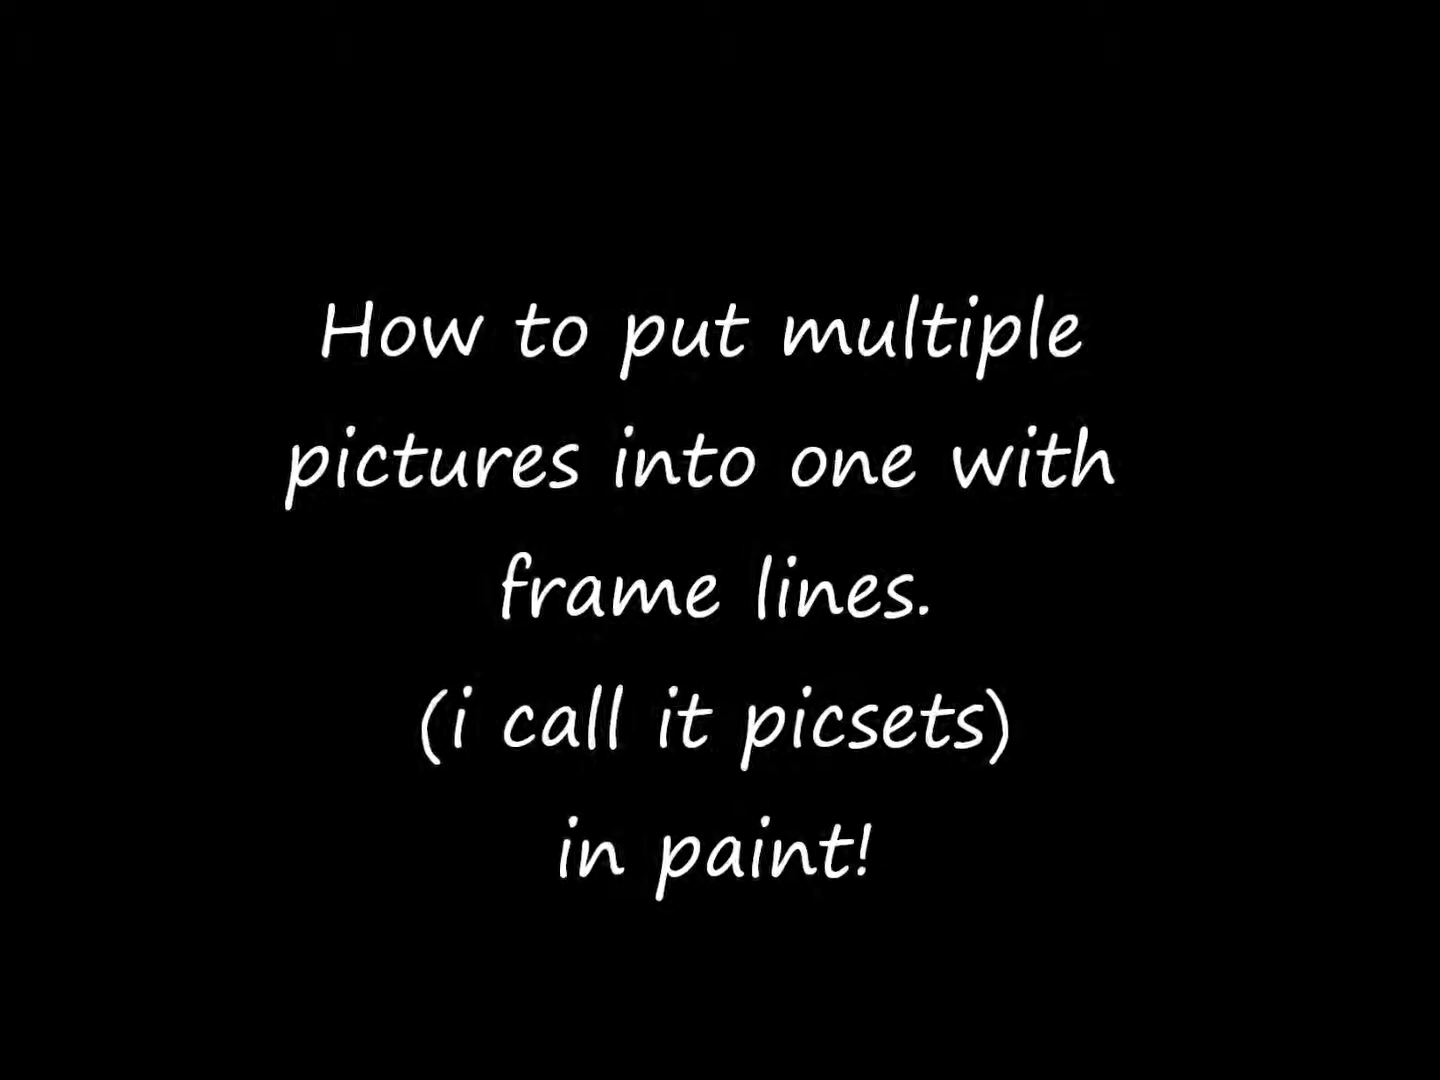 How to put multiple
pictures into one with
frame lines.
(i call it picsets)
in paint!